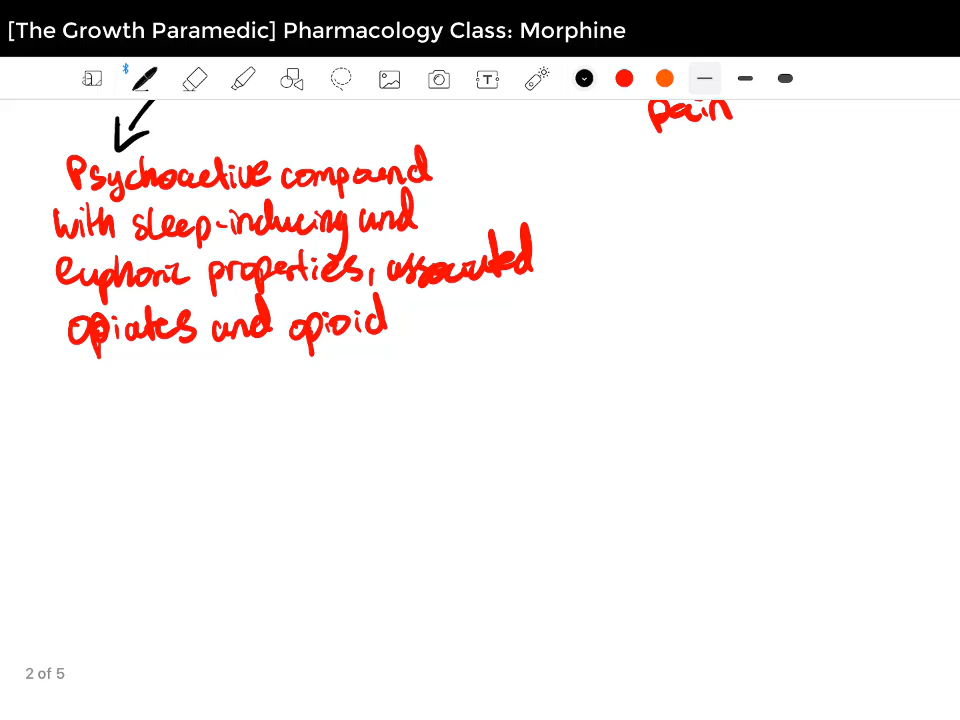 [The Growth Paramedic] Pharmacology Class: Morphine
pain
Psychoactive compound
with sleep-inducing and
euphoric properties, associated
opiates and opioid
2 of 5